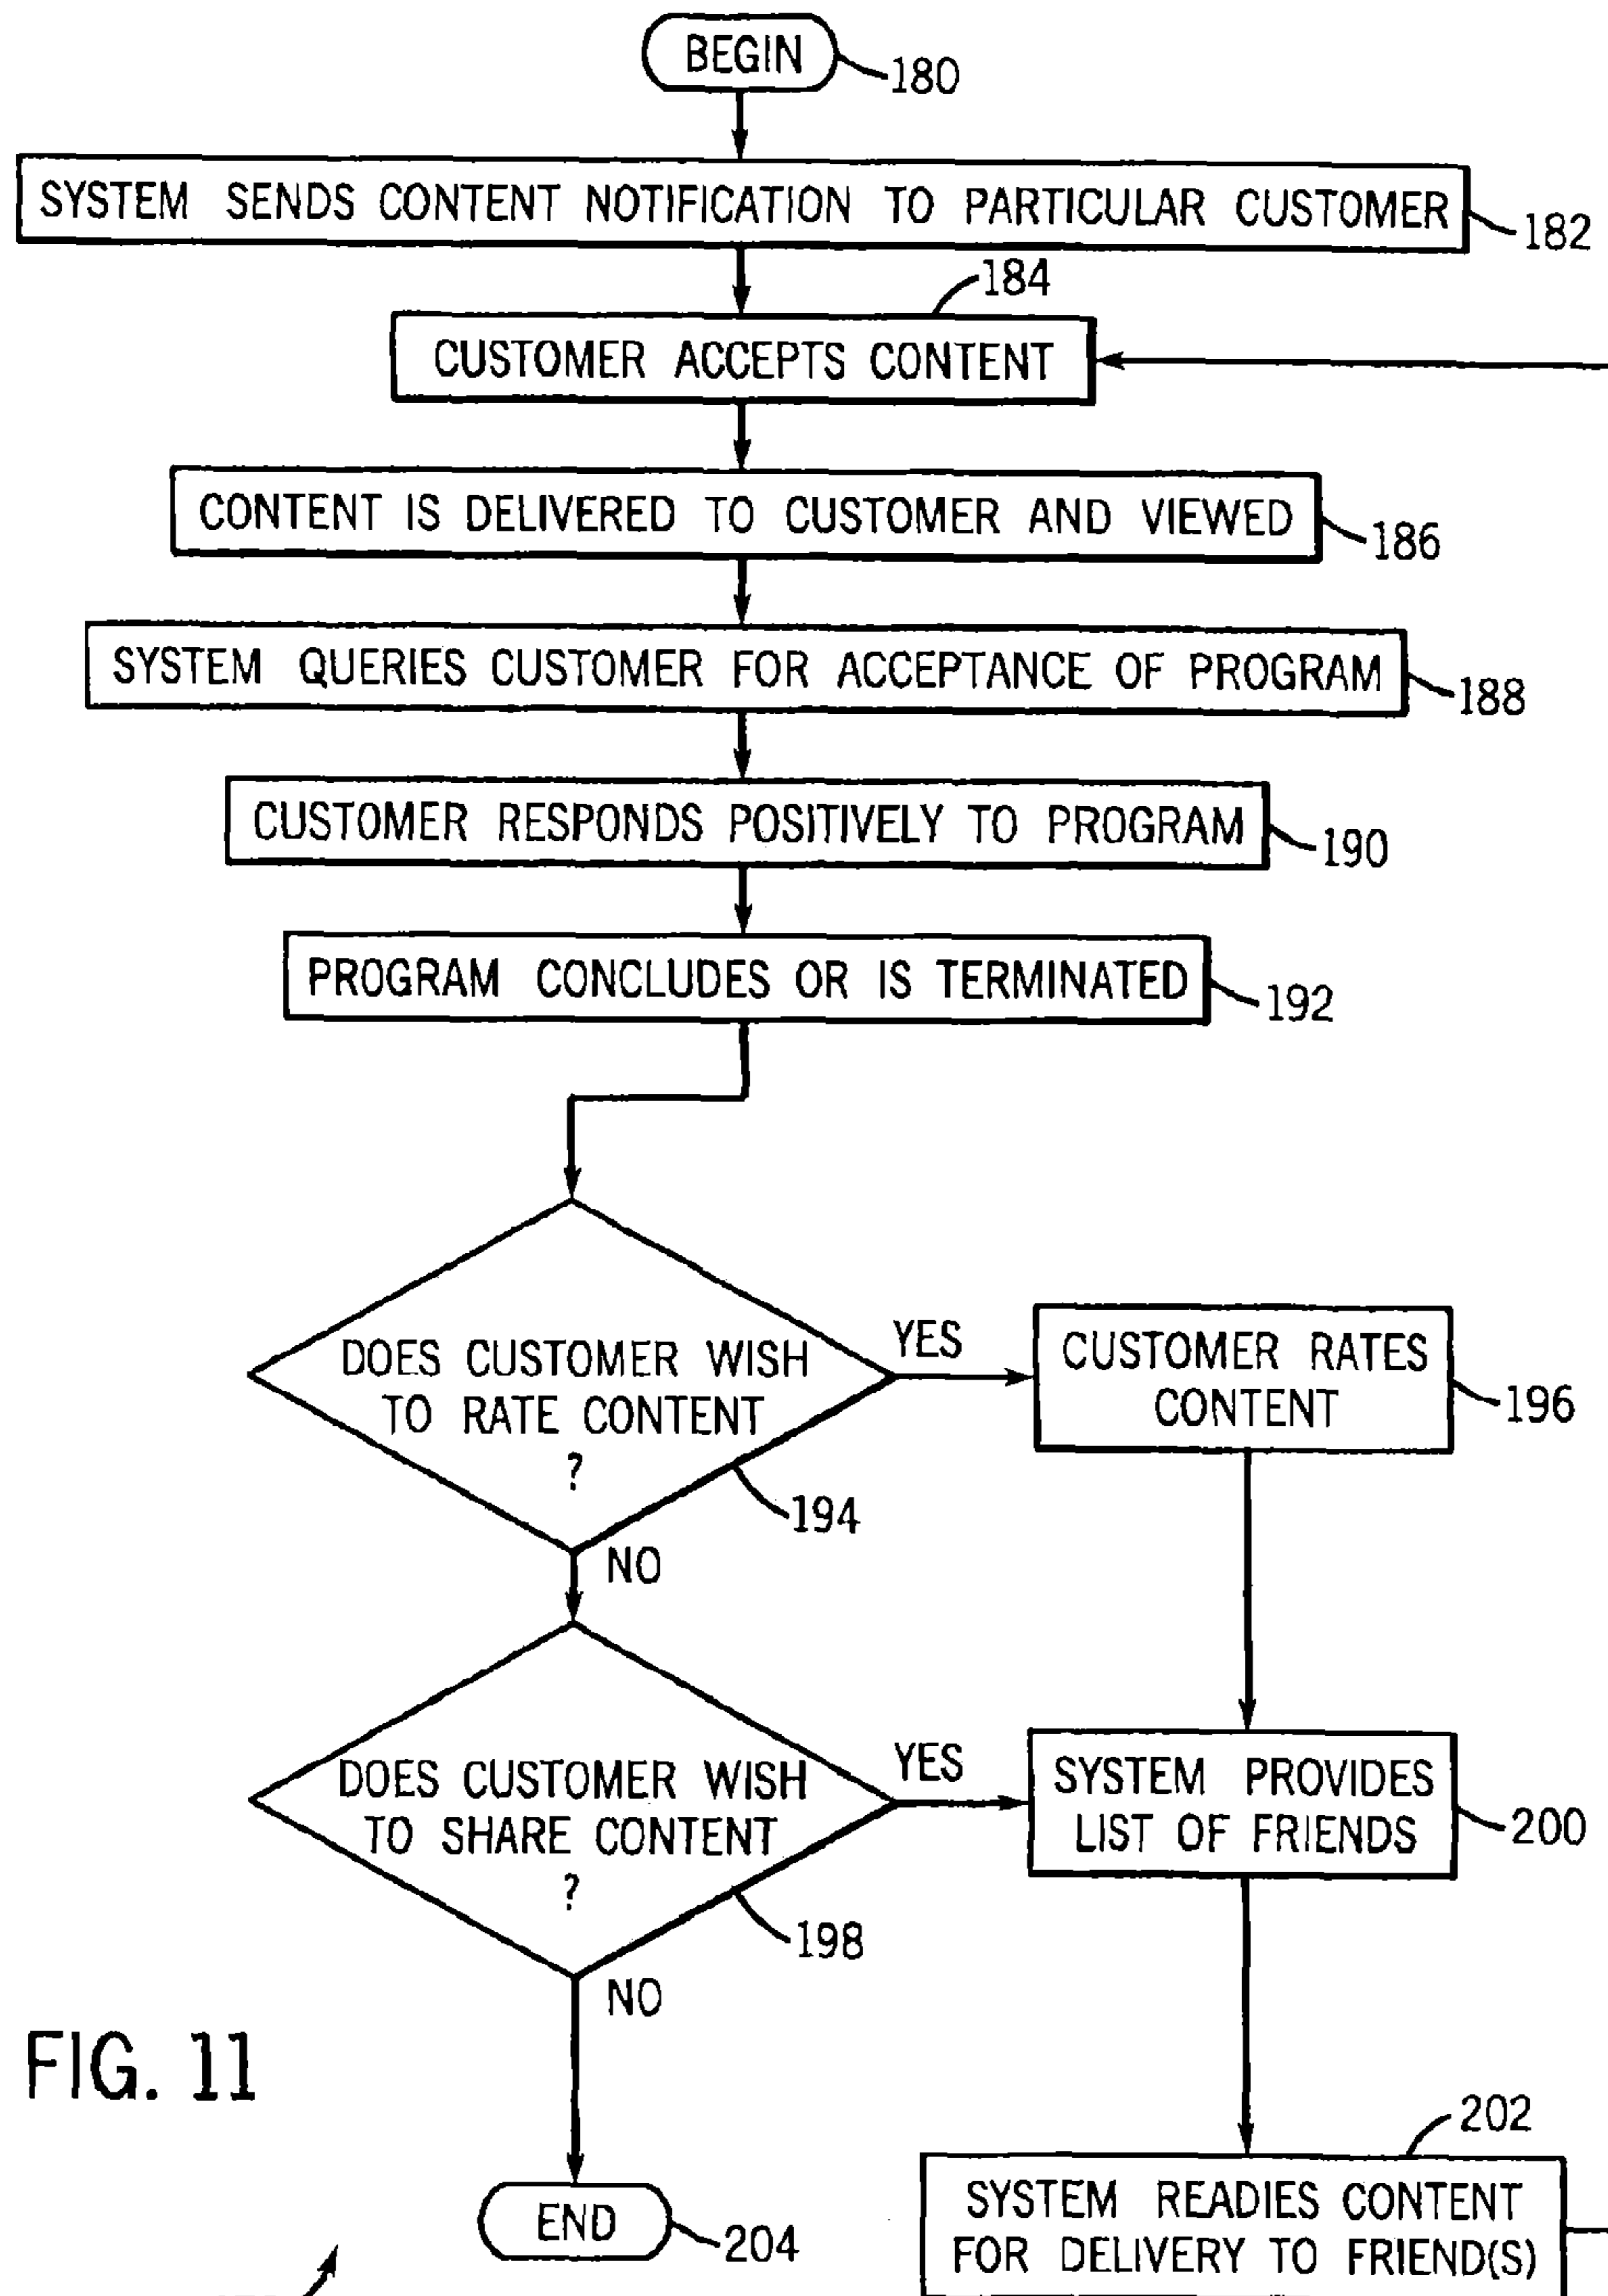 BEGIN
180
SYSTEM SENDS CONTENT NOTIFICATION TO PARTICULAR CUSTOMER
182
184
CUSTOMER ACCEPTS CONTENT
CONTENT IS DELIVERED TO CUSTOMER AND VIEWED
186
SYSTEM QUERIES CUSTOMER FOR ACCEPTANCE OF PROGRAM
188
CUSTOMER RESPONDS POSITIVELY TO PROGRAM
190
PROGRAM CONCLUDES OR IS TERMINATED
192
DOES CUSTOMER WISH
TO RATE CONTENT
?
194
YES
CUSTOMER RATES
CONTENT
196
NO
DOES CUSTOMER WISH
TO SHARE CONTENT
?
198
YES
SYSTEM PROVIDES
LIST OF FRIENDS
200
NO
FIG. 11
END
204
202
SYSTEM READIES CONTENT
FOR DELIVERY TO FRIEND(S)